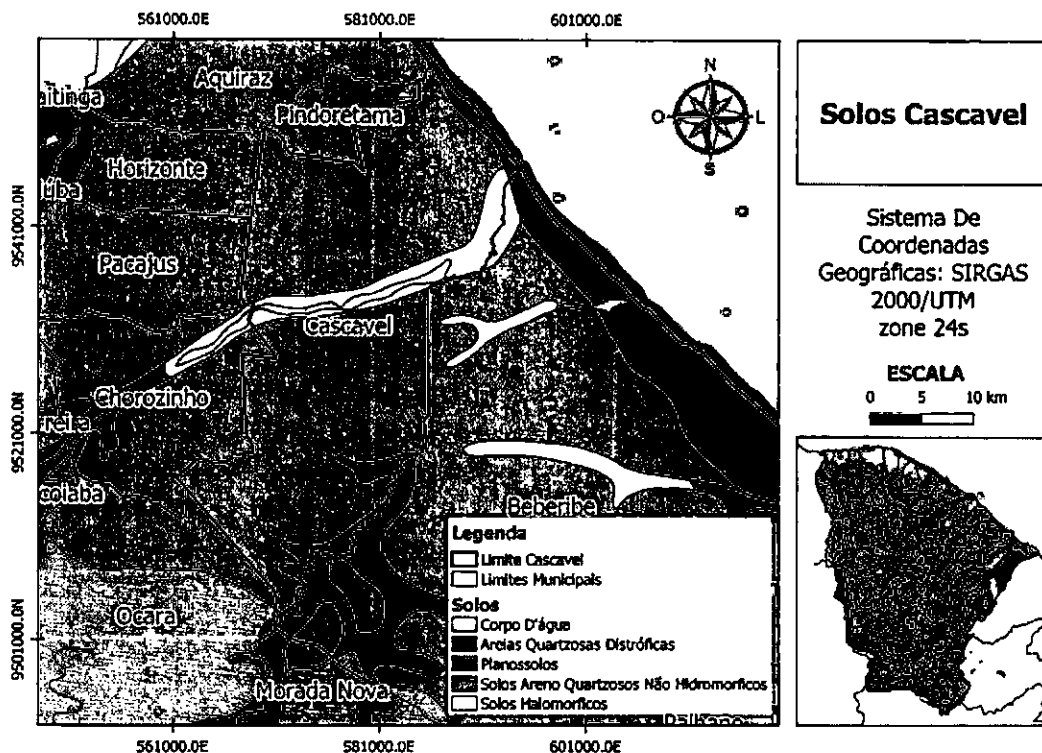 561000.0E
581000.0E
601000.0E
Aquiraz
aitinga
Pindoretama
Horizonte
Pacajus
Cascavel
Chorozinho
Beberibe
Ocara
Morada Nova
9541000.0N
9521000.0N
9501000.0N
561000.0E
581000.0E
601000.0E
N
O
L
S
Legenda
Limite Cascavel
Limites Municipais
Solos
Corpo D'água
Areias Quartzosas Distróficas
Planossolos
Solos Areno Quartzosos Não Hidromorficos
Solos Halomorficos
Solos Cascavel
Sistema De
Coordenadas
Geográficas: SIRGAS
2000/UTM
zone 24s
ESCALA
0 5 10 km